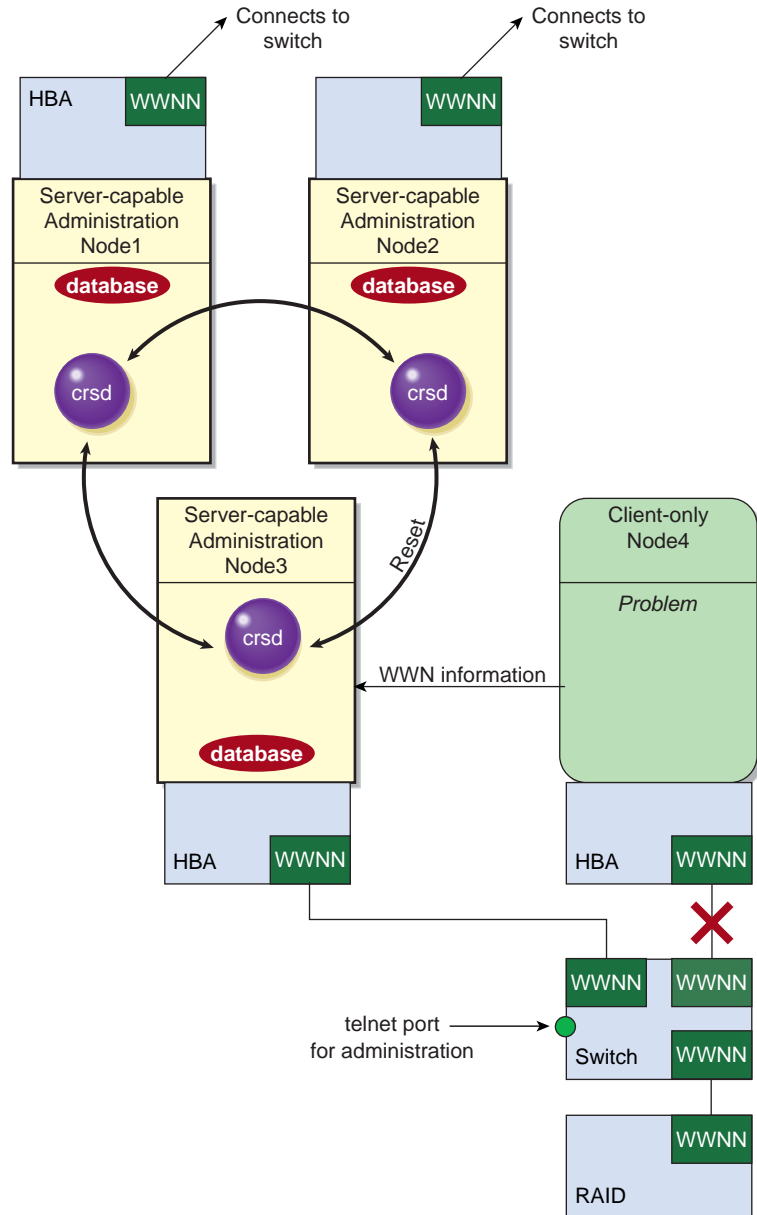 Connects to
switch
Connects to
switch
HBA
WWNN
WWNN
Server-capable
Administration
Node1
Server-capable
Administration
Node2
database
database
crsd
crsd
Reset
Server-capable
Administration
Node3
Client-only
Node4
Problem
crsd
WWN information
database
HBA
WWNN
HBA
WWNN
WWNN
WWNN
telnet port
for administration
Switch
WWNN
WWNN
RAID